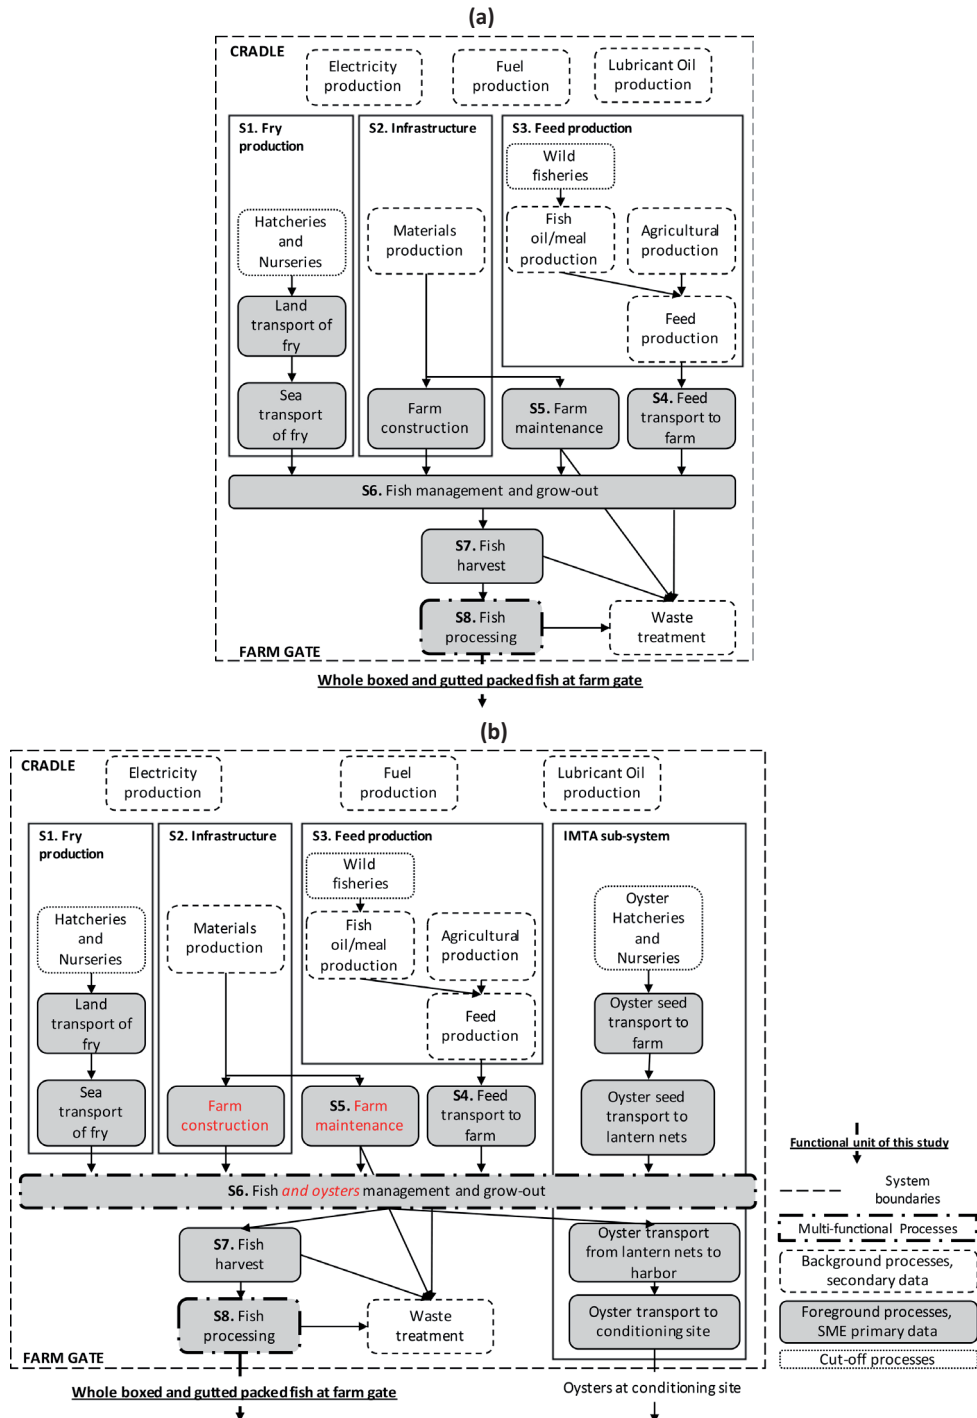 (a)
CRADLE
Electricity
production
Fuel
production
Lubricant Oil
production
S1. Fry
production
S2. Infrastructure
S3. Feed production
Wild
fisheries
Hatcheries
and
Nurseries
Materials
production
Fish
oil/meal
production
Agricultural
production
Land
transport of
fry
Feed
production
Sea
transport
of fry
Farm
construction
S5. Farm
maintenance
S4. Feed
transport to
farm
S6. Fish management and grow-out
S7. Fish
harvest
S8. Fish
processing
Waste
treatment
FARM GATE
Whole boxed and gutted packed fish at farm gate
(b)
CRADLE
Electricity
production
Fuel
production
Lubricant Oil
production
S1. Fry
production
S2. Infrastructure
S3. Feed production
IMTA sub-system
Wild
fisheries
Hatcheries
and
Nurseries
Materials
production
Fish
oil/meal
production
Agricultural
production
Oyster
Hatcheries
and
Nurseries
Land
transport of
fry
Feed
production
Oyster seed
transport to
farm
Sea
transport
of fry
Farm
construction
S5. Farm
maintenance
S4. Feed
transport to
farm
Oyster seed
transport to
lantern nets
S6. Fish and oysters management and grow-out
S7. Fish
harvest
Oyster transport
from lantern nets to
harbor
S8. Fish
processing
Waste
treatment
Oyster transport to
conditioning site
FARM GATE
Whole boxed and gutted packed fish at farm gate
Oysters at conditioning site
Functional unit of this study
System
boundaries
Multi-functional Processes
Background processes,
secondary data
Foreground processes,
SME primary data
Cut-off processes